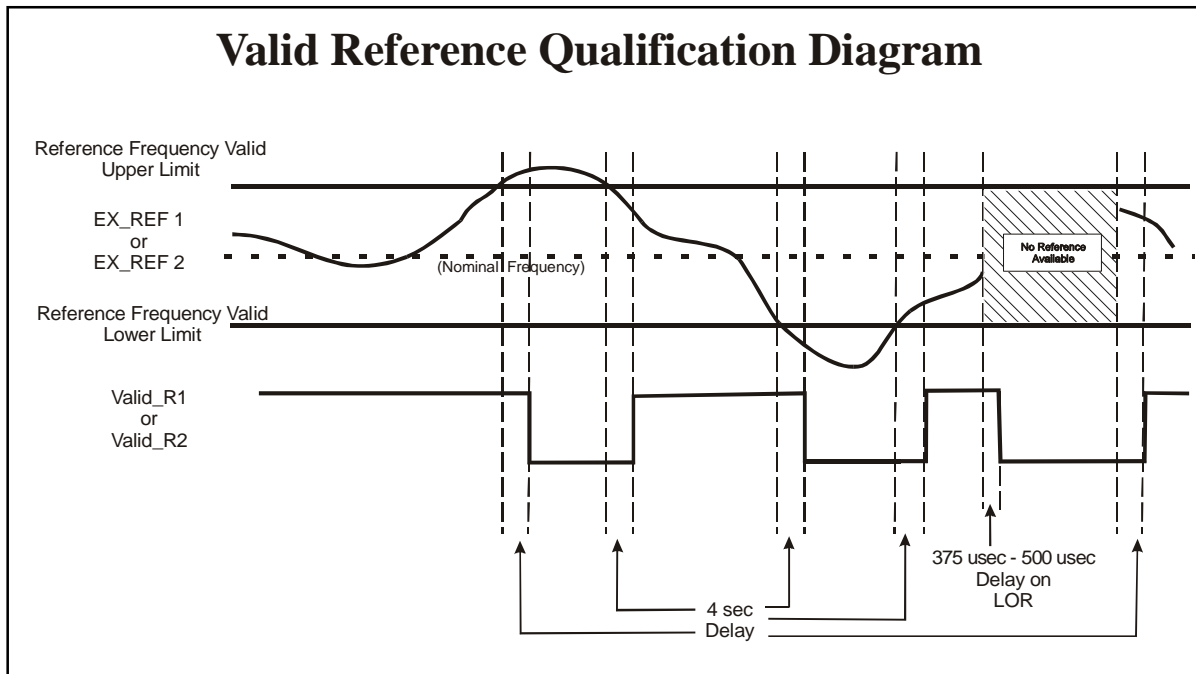 Valid Reference Qualification Diagram
Reference Frequency Valid
Upper Limit
EX_REF 1
or
EX_REF 2
(Nominal Frequency)
No Reference
Available
Reference Frequency Valid
Lower Limit
Valid_R1
or
Valid_R2
375 usec - 500 usec
Delay on
LOR
4 sec
Delay